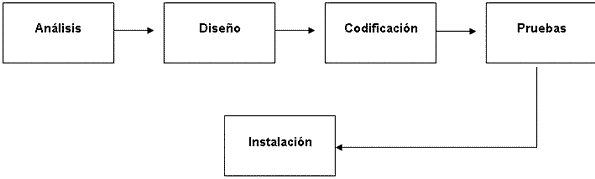 Análisis
Diseño
Codificación
Pruebas
Instalación